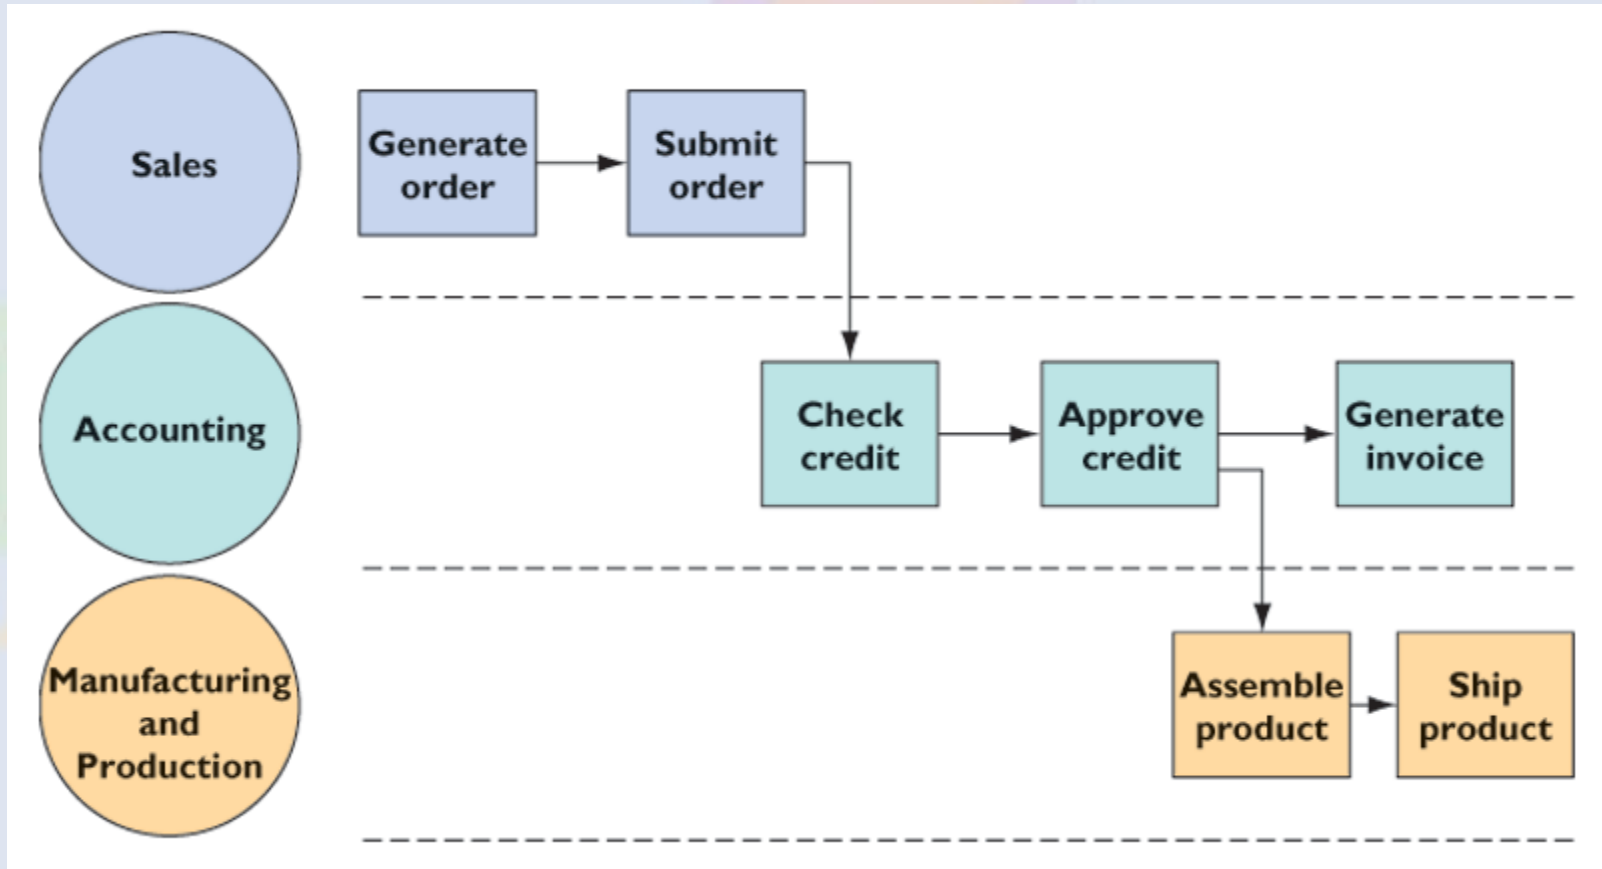 Sales
Generate
order
Submit
order
Accounting
Check
credit
Approve
credit
Generate
invoice
Manufacturing
and
Production
Assemble
product
Ship
product